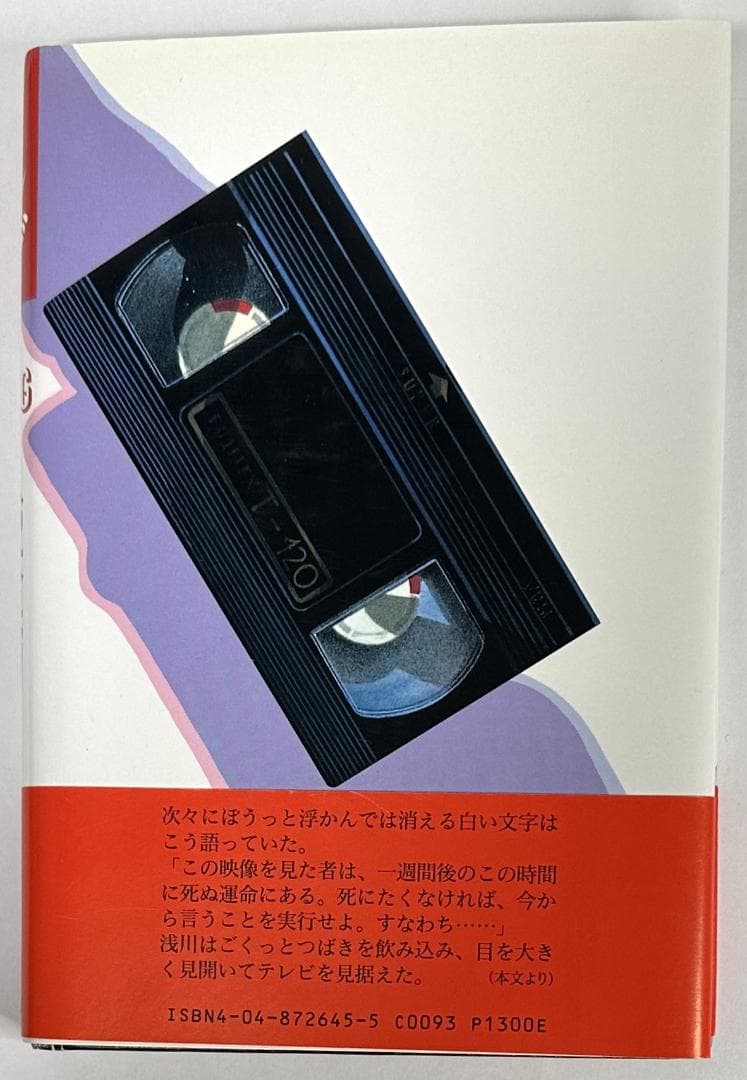 T-120
次々にぼうっと浮かんでは消える白い文字は
こう語っていた。
「この映像を見た者は、一週間後のこの時間
に死ぬ運命にある。死にたくなければ、今か
ら言うことを実行せよ。すなわち……」
浅川はごくっとつばきを飲み込み、目を大き
く見開いてテレビを見据えた。 (本文より)
ISBN4-04-872645-5 C0093 P1300E